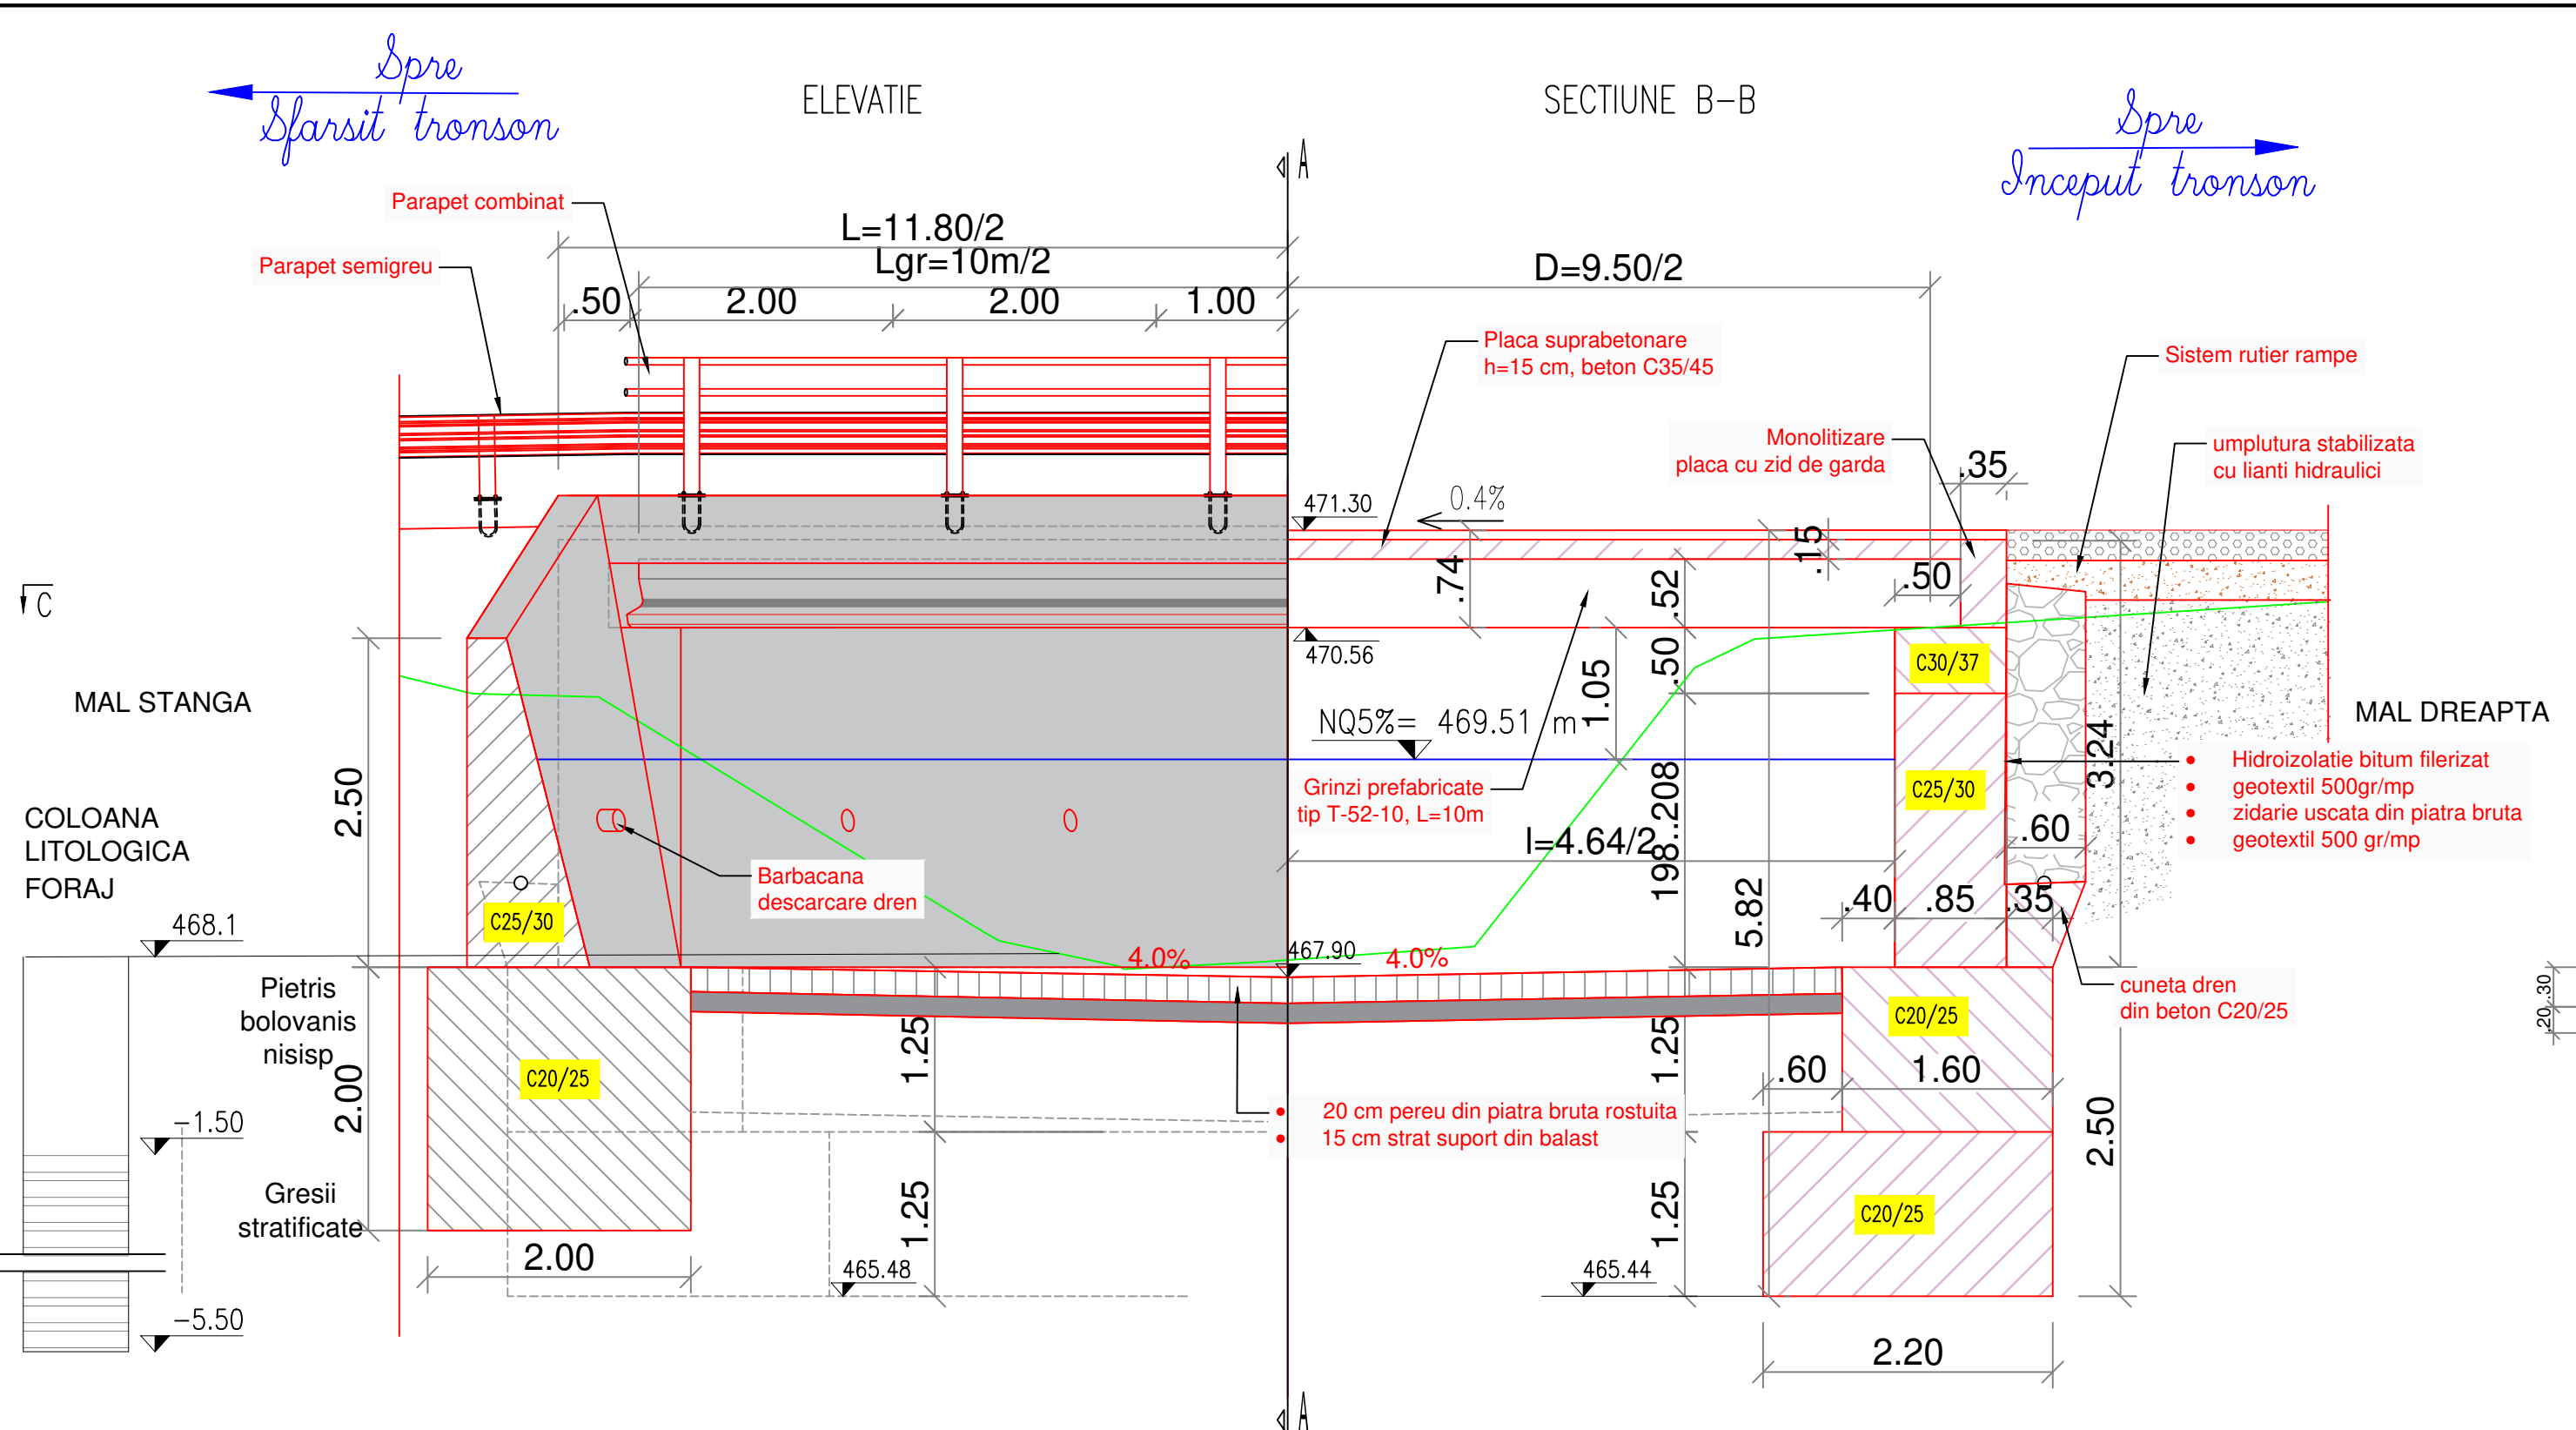 Spre
Sfarsit tronson
ELEVATIE
SECTIUNE B-B
Spre
Inceput tronson
A
Parapet combinat
Parapet semigreu
L=11.80/2
Lgr=10m/2
D=9.50/2
.50
2.00
2.00
1.00
Placa suprabetonare
h=15 cm, beton C35/45
Sistem rutier rampe
Monolitizare
placa cu zid de garda
umplutura stabilizata
cu lianti hidraulici
.35
471.30
0.4%
.15
.74
.52
.50
C
470.56
.50
1.05
C30/37
MAL STANGA
MAL DREAPTA
NQ5%= 469.51 m
3.24
Hidroizolatie bitum filerizat
geotextil 500gr/mp
zidarie uscata din piatra bruta
geotextil 500 gr/mp
Grinzi prefabricate
tip T-52-10, L=10m
C25/30
2.50
198..208
COLOANA
LITOLOGICA
FORAJ
l=4.64/2
.60
Barbacana
descarcare dren
C25/30
5.82
.40
.85
.35
468.1
4.0%
467.90
4.0%
Pietris
bolovanis
nisisp
cuneta dren
din beton C20/25
.30
.20
C20/25
1.25
1.25
C20/25
2.00
.60
1.60
20 cm pereu din piatra bruta rostuita
15 cm strat suport din balast
-1.50
2.50
Gresii
stratificate
1.25
1.25
C20/25
2.00
465.48
465.44
-5.50
2.20
A